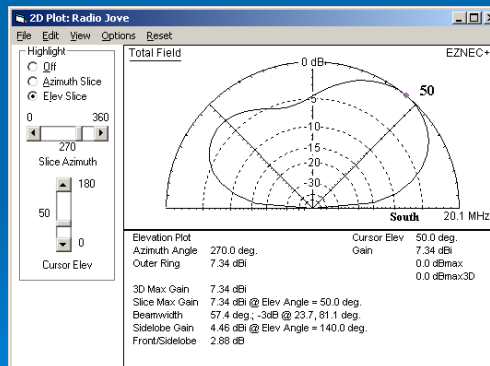 2D Plot: Radio Jove
File Edit View Options Reset
Highlight
Off
Azimuth Slice
Elev Slice
0 360
270
Slice Azimuth
180
50
0
Cursor Elev
Total Field
EZNEC+
0 dB
50
-5
-10
-15
-20
-30
South
20.1 MHz
Elevation Plot
Azimuth Angle 270.0 deg.
Outer Ring 7.34 dBi
3D Max Gain 7.34 dBi
Slice Max Gain 7.34 dBi @ Elev Angle = 50.0 deg.
Beamwidth 57.4 deg.; -3dB @ 23.7, 81.1 deg.
Sidelobe Gain 4.46 dBi @ Elev Angle = 140.0 deg.
Front/Sidelobe 2.88 dB
Cursor Elev 50.0 deg.
Gain 7.34 dBi
0.0 dBmax
0.0 dBmax3D